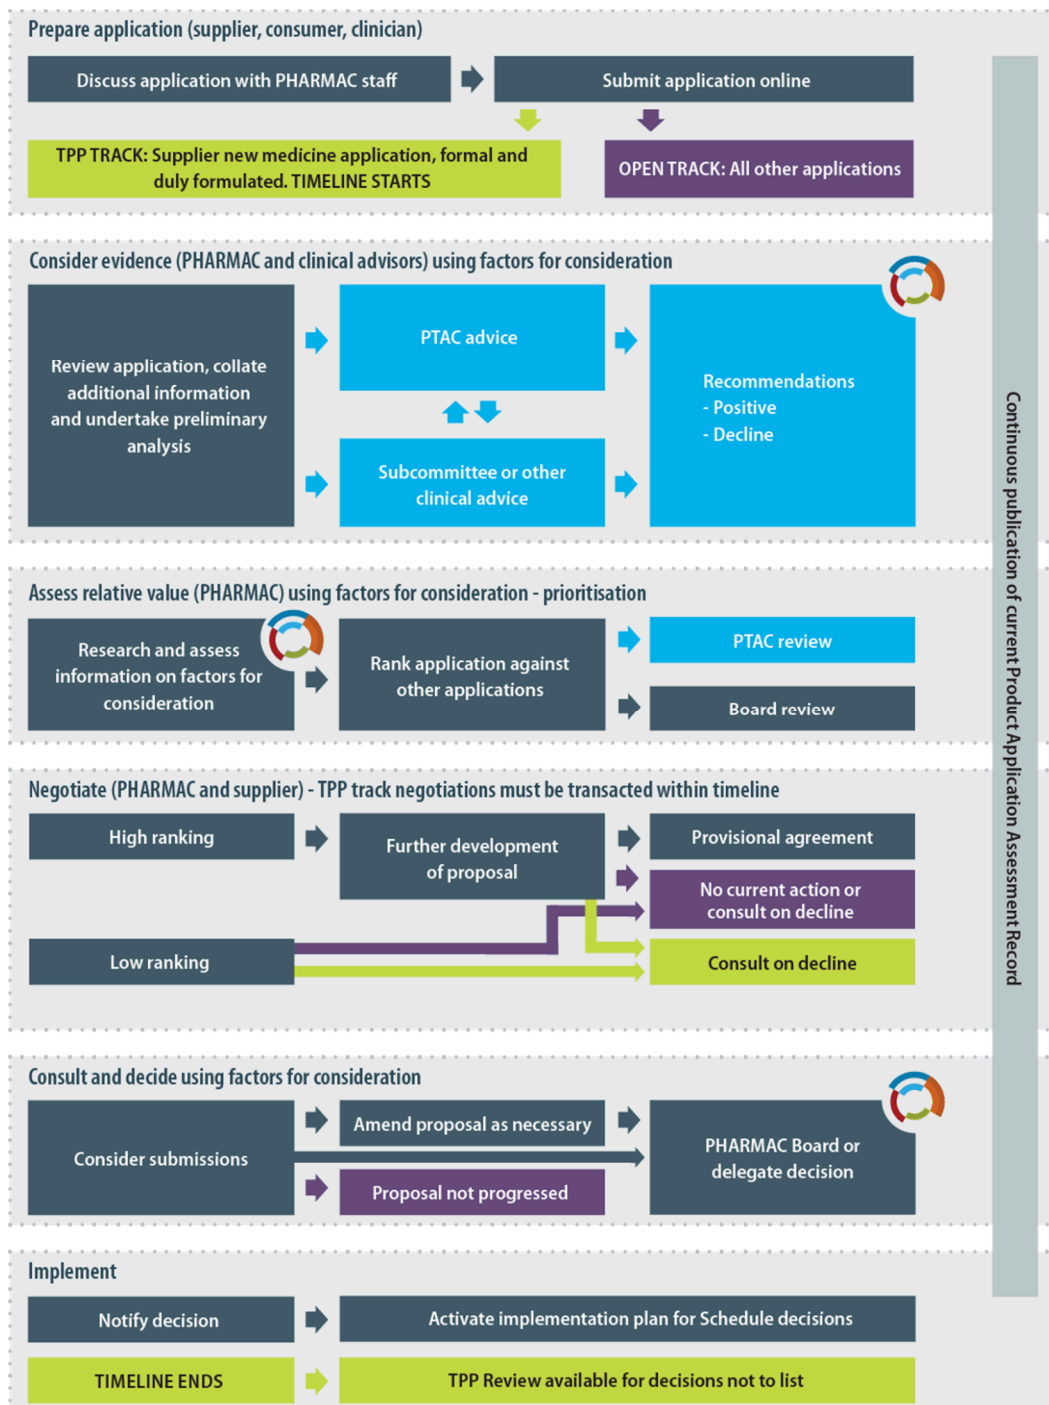 Prepare application (supplier, consumer, clinician)
Discuss application with PHARMAC staff
Submit application online
TPP TRACK: Supplier new medicine application, formal and
duly formulated. TIMELINE STARTS
OPEN TRACK: All other applications
Consider evidence (PHARMAC and clinical advisors) using factors for consideration
Review application, collate
additional information
and undertake preliminary
analysis
PTAC advice
Subcommittee or other
clinical advice
Recommendations
- Positive
- Decline
Assess relative value (PHARMAC) using factors for consideration - prioritisation
Research and assess
information on factors for
consideration
Rank application against
other applications
PTAC review
Board review
Negotiate (PHARMAC and supplier) - TPP track negotiations must be transacted within timeline
High ranking
Further development
of proposal
Provisional agreement
No current action or
consult on decline
Low ranking
Consult on decline
Consult and decide using factors for consideration
Consider submissions
Amend proposal as necessary
Proposal not progressed
PHARMAC Board or
delegate decision
Implement
Notify decision
Activate implementation plan for Schedule decisions
TIMELINE ENDS
TPP Review available for decisions not to list
Continuous publication of current Product Application Assessment Record